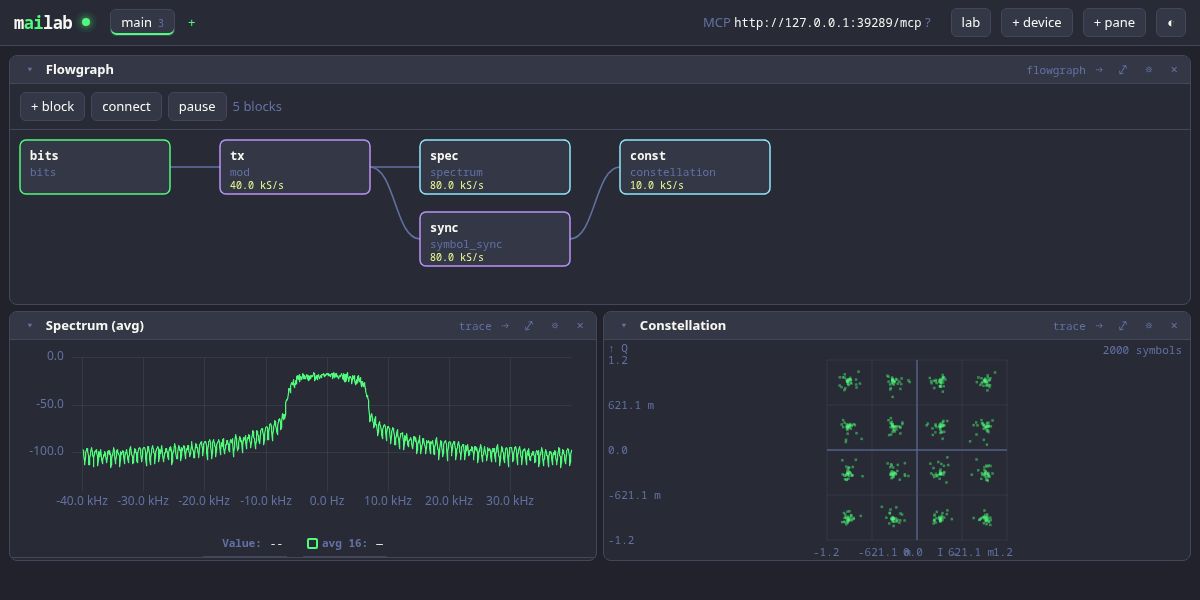 mailab
main 3
+
MCP http://127.0.0.1:39289/mcp ?
lab
+ device
+ pane
Flowgraph
flowgraph
+ block
connect
pause
5 blocks
bits
bits
tx
mod
40.0 kS/s
spec
spectrum
80.0 kS/s
const
constellation
10.0 kS/s
sync
symbol_sync
80.0 kS/s
Spectrum (avg)
trace
0.0
-50.0
-100.0
-40.0 kHz -30.0 kHz -20.0 kHz -10.0 kHz 0.0 Hz 10.0 kHz 20.0 kHz 30.0 kHz
Value: -- avg 16: –
Constellation
trace
↑ Q
2000 symbols
1.2
621.1 m
0.0
-621.1 m
-1.2
-1.2 -621.1 m 0.0 I 621.1 m 1.2